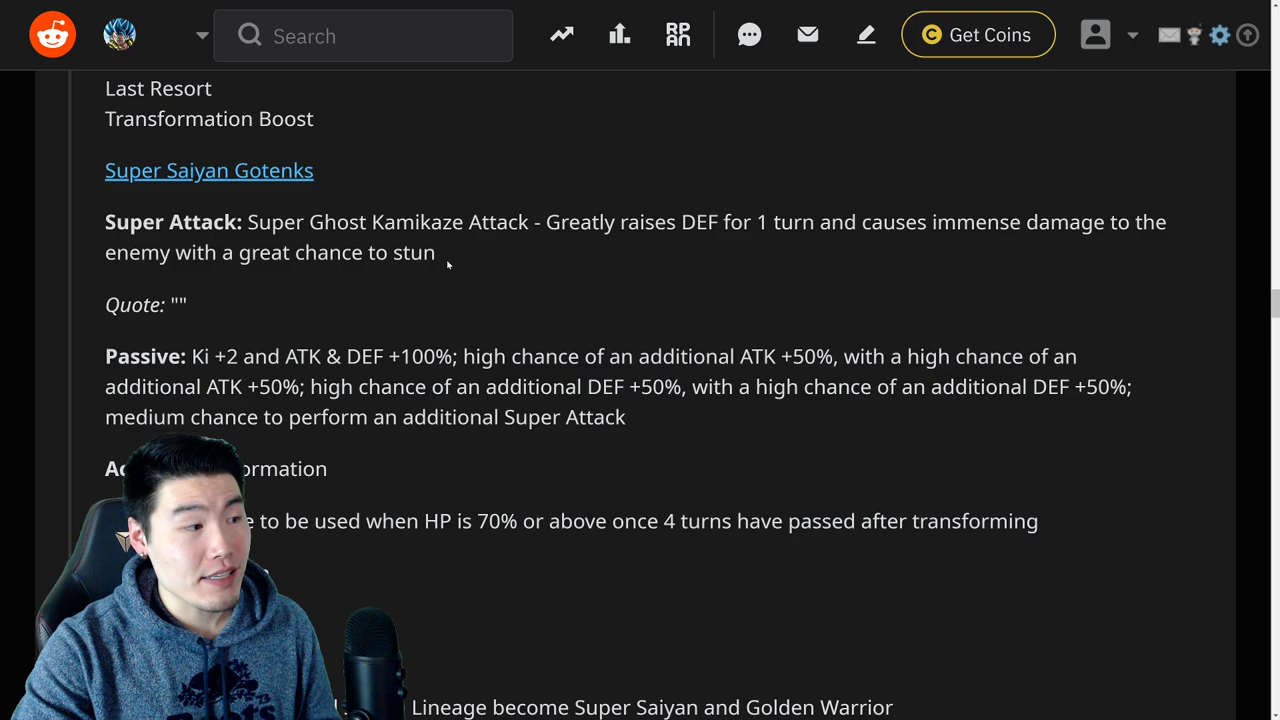 Search
RP
AN
C Get Coins
Last Resort
Transformation Boost
Super Saiyan Gotenks
Super Attack: Super Ghost Kamikaze Attack - Greatly raises DEF for 1 turn and causes immense damage to the
enemy with a great chance to stun
Quote: ""
Passive: Ki +2 and ATK & DEF +100%; high chance of an additional ATK +50%, with a high chance of an
additional ATK +50%; high chance of an additional DEF +50%, with a high chance of an additional DEF +50%;
medium chance to perform an additional Super Attack
to be used when HP is 70% or above once 4 turns have passed after transforming
Lineage become Super Saiyan and Golden Warrior